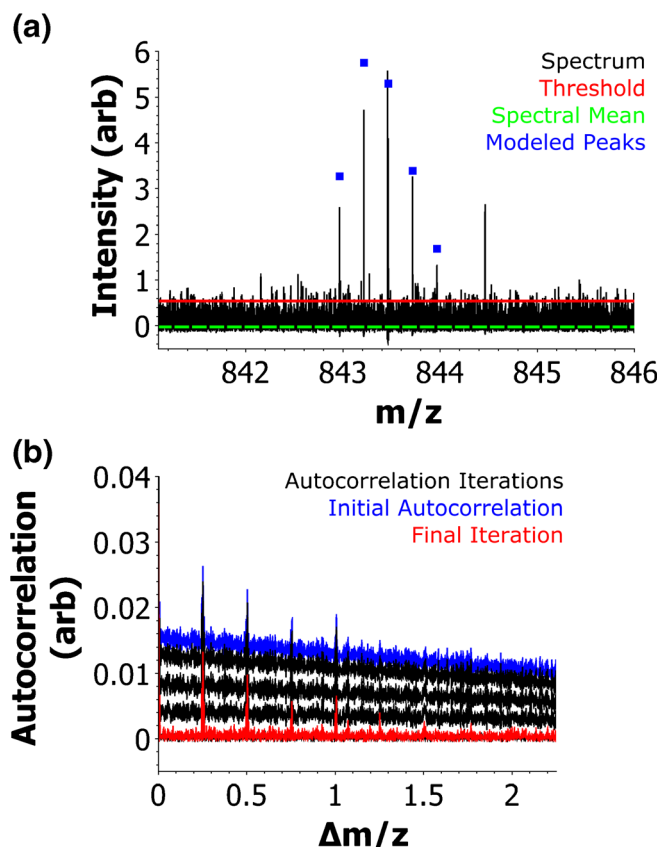 (a)
6
5
4
3
2
1
0
Intensity (arb)
Spectrum
Threshold
Spectral Mean
Modeled Peaks
842 843 844 845 846
m/z
(b)
0.04
0.03
0.02
0.01
0
Autocorrelation
(arb)
Autocorrelation Iterations
Initial Autocorrelation
Final Iteration
0 0.5 1 1.5 2
Δm/z